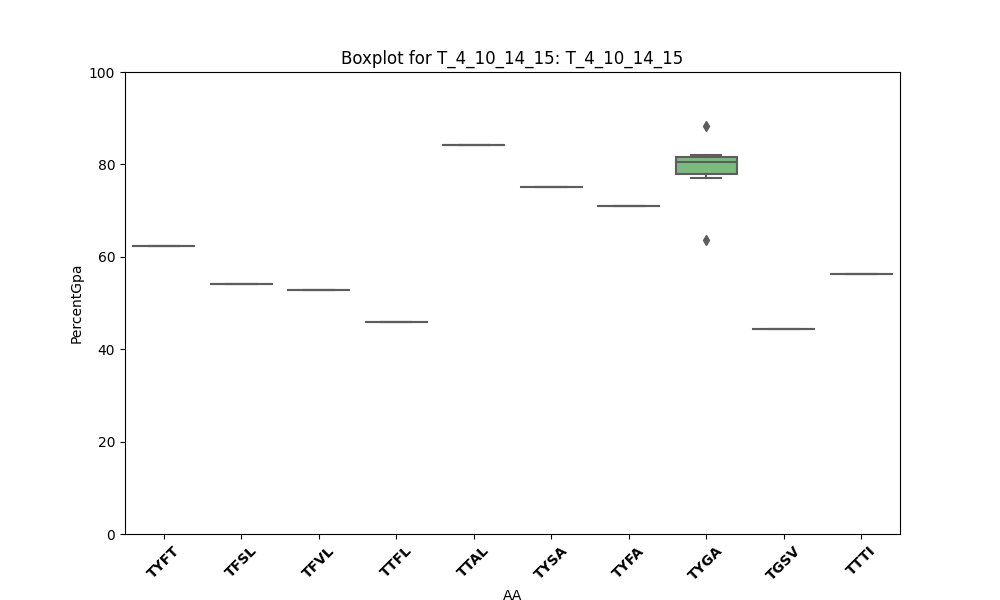 Boxplot for T_4_10_14_15: T_4_10_14_15
100
80
60
40
20
0
PercentGpa
TYFT
TFSL
TFVL
TTFL
TTAL
TYSA
TYFA
TYGA
TGSV
TTTI
AA